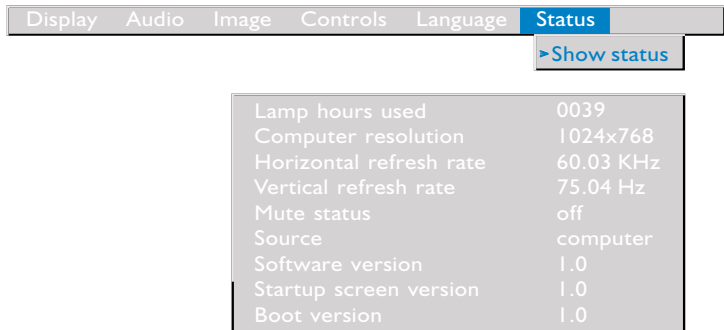 Display Audio Image Controls Language Status
➤Show status
Lamp hours used 0039
Computer resolution 1024x768
Horizontal refresh rate 60.03 KHz
Vertical refresh rate 75.04 Hz
Mute status off
Source computer
Software version 1.0
Startup screen version 1.0
Boot version 1.0